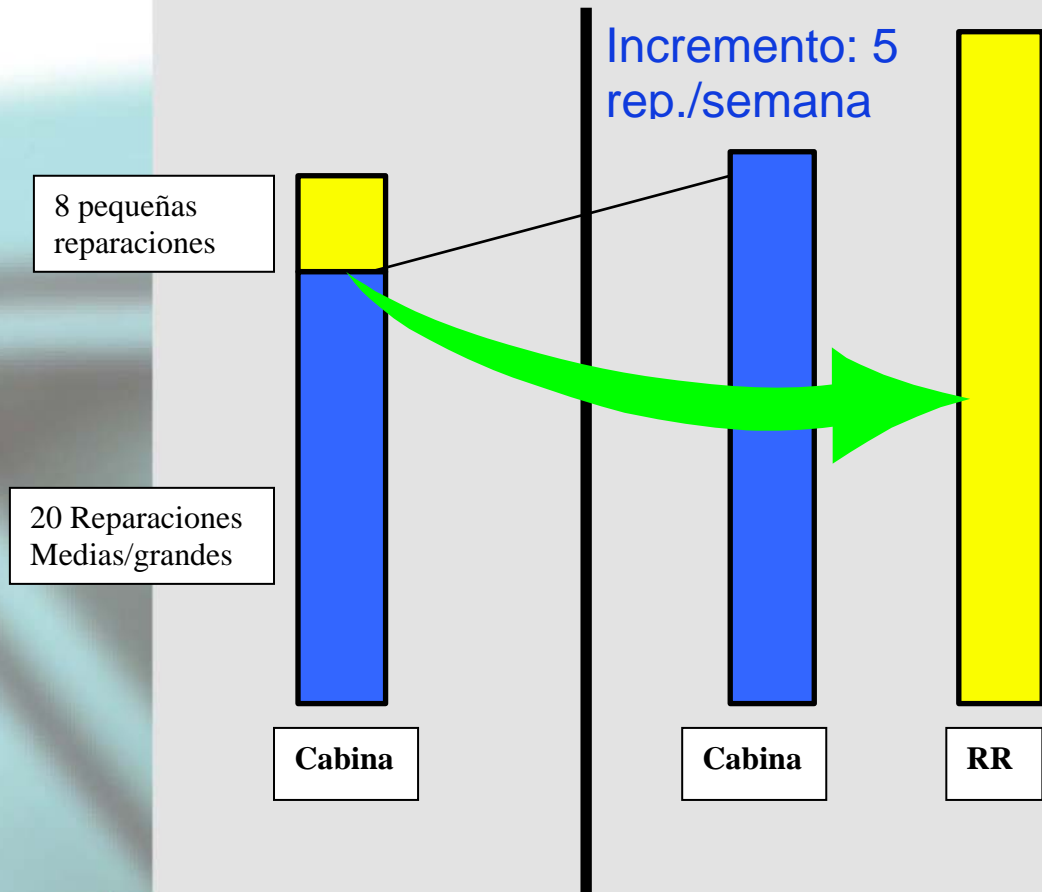 Incremento: 5
rep./semana
8 pequeñas
reparaciones
20 Reparaciones
Medias/grandes
Cabina
Cabina
RR